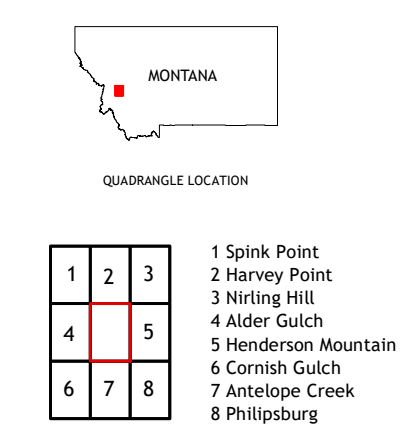 MONTANA
QUADRANGLE LOCATION
1 2 3
4 5
6 7 8
1 Spink Point
2 Harvey Point
3 Nirling Hill
4 Alder Gulch
5 Henderson Mountain
6 Cornish Gulch
7 Antelope Creek
8 Philipsburg